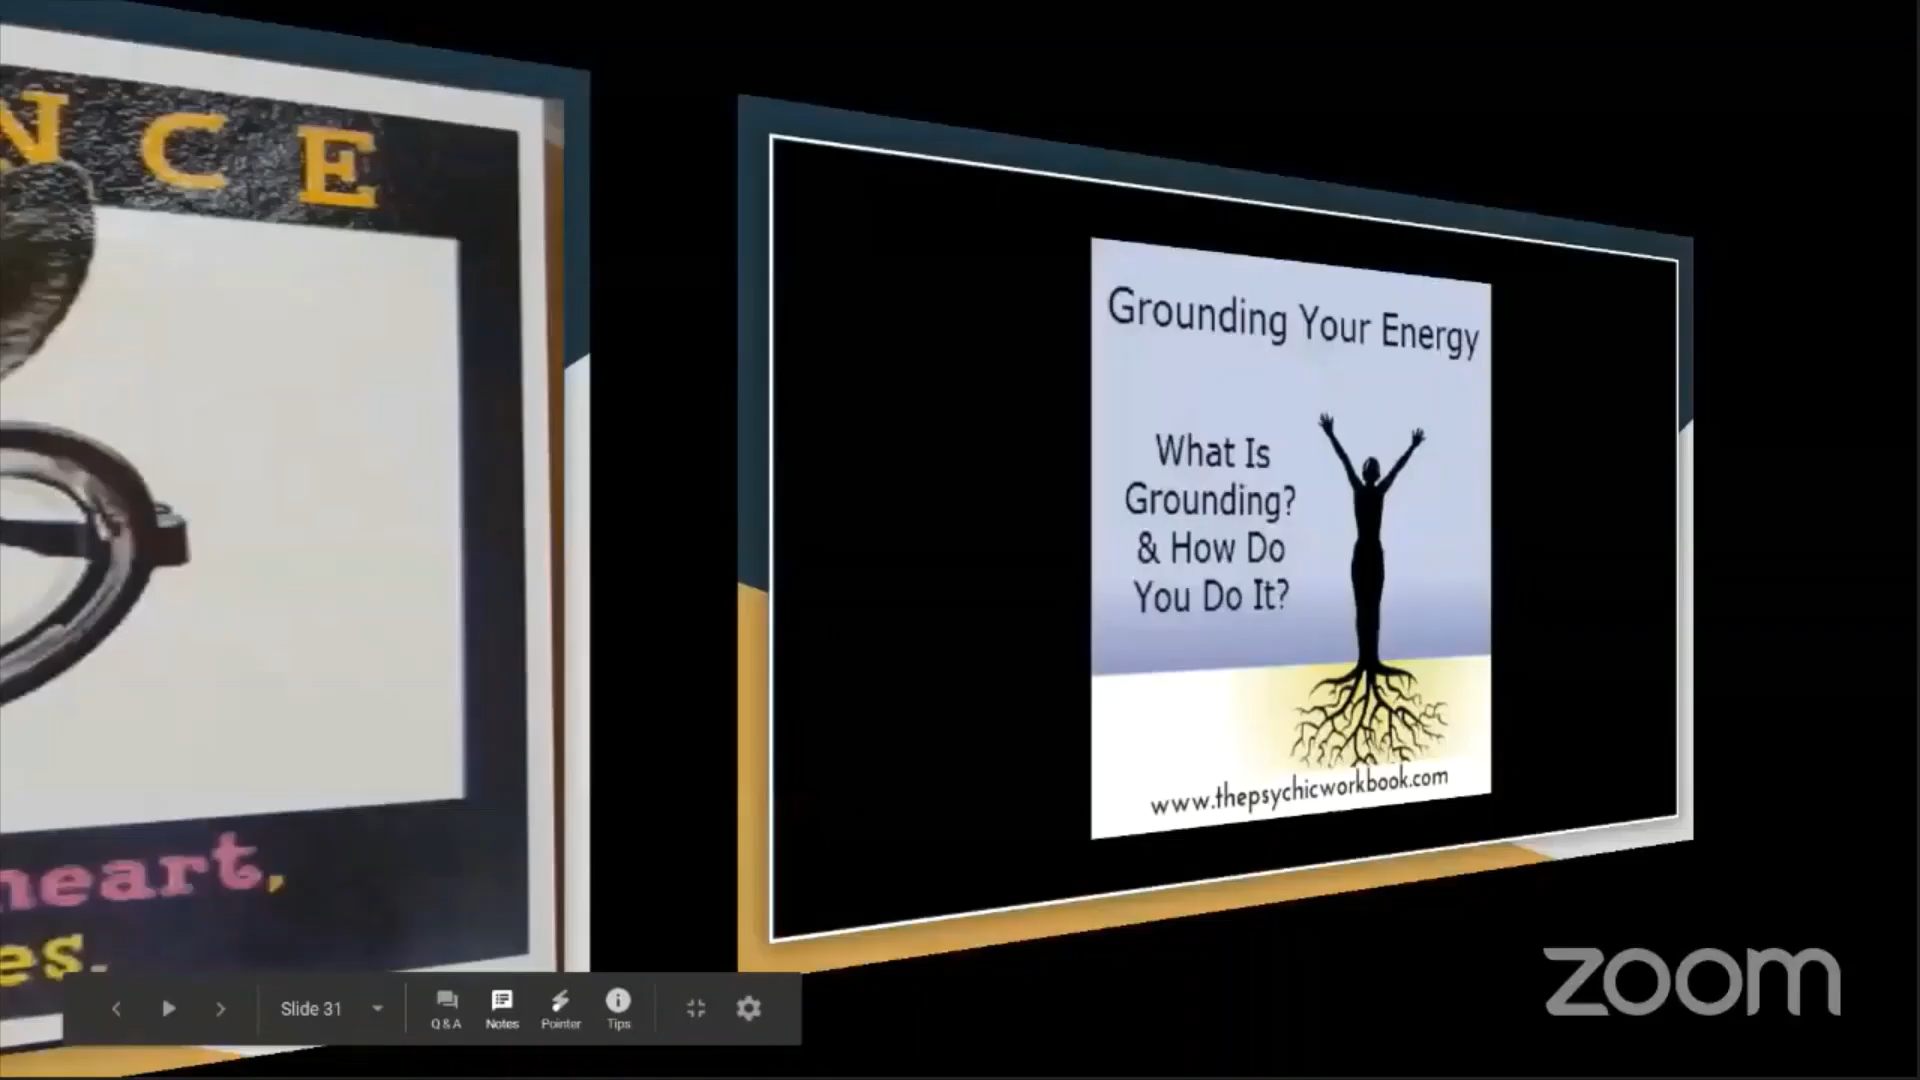 N C E
heart,
es.
Grounding Your Energy
What Is
Grounding?
& How Do
You Do It?
www.thepsychicworkbook.com
Slide 31
Q & A
Notes
Pointer
Tips
zoom